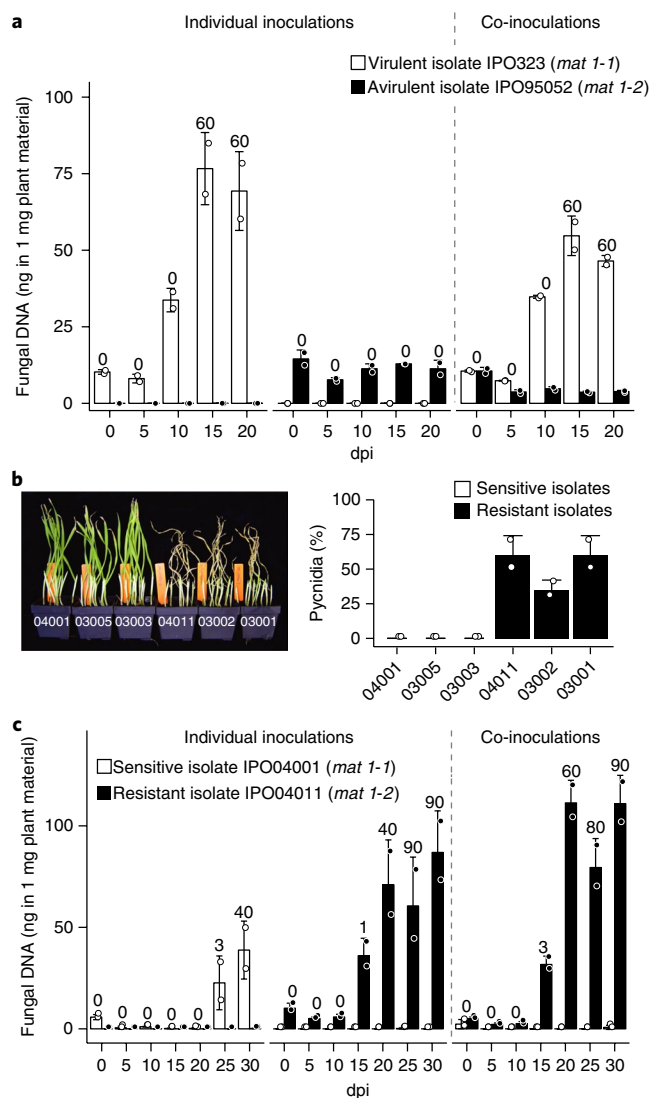 a
Individual inoculations Co-inoculations
Virulent isolate IPO323 (mat 1-1)
Avirulent isolate IPO95052 (mat 1-2)
Fungal DNA (ng in 1 mg plant material)
100
75
50
25
0
0 0 0 60 60 0 0 0 0 0 0 0 0 60 60
0 5 10 15 20 0 5 10 15 20 0 5 10 15 20
dpi
b
04001 03005 03003 04011 03002 03001
Sensitive isolates
Resistant isolates
Pycnidia (%)
100
75
50
25
0
04001 03005 03003 04011 03002 03001
c
Individual inoculations Co-inoculations
Sensitive isolate IPO04001 (mat 1-1)
Resistant isolate IPO04011 (mat 1-2)
Fungal DNA (ng in 1 mg plant material)
100
50
0
0 0 0 0 0 3 40 0 0 0 1 40 90 90 0 0 0 3 60 80 90
0 5 10 15 20 25 30 0 5 10 15 20 25 30 0 5 10 15 20 25 30
dpi